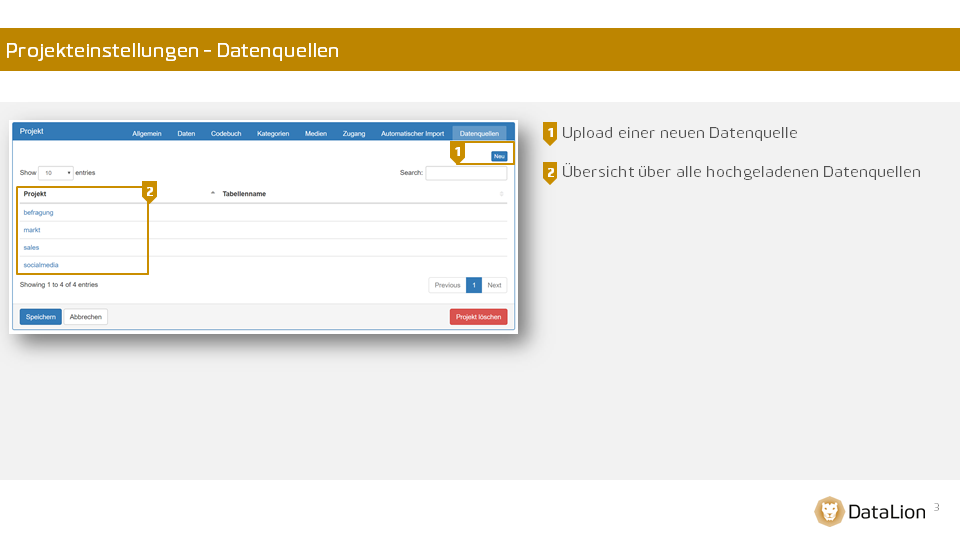 Projekteinstellungen - Datenquellen
Projekt Allgemein Daten Codebuch Kategorien Medien Zugang Automatischer Import Datenquellen
1 Neu
Show 10 entries Search:
Projekt 2 Tabellenname
befragung
markt
sales
socialmedia
Showing 1 to 4 of 4 entries Previous 1 Next
Speichern Abbrechen Projekt löschen
1 Upload einer neuen Datenquelle
2 Übersicht über alle hochgeladenen Datenquellen
DataLion 3